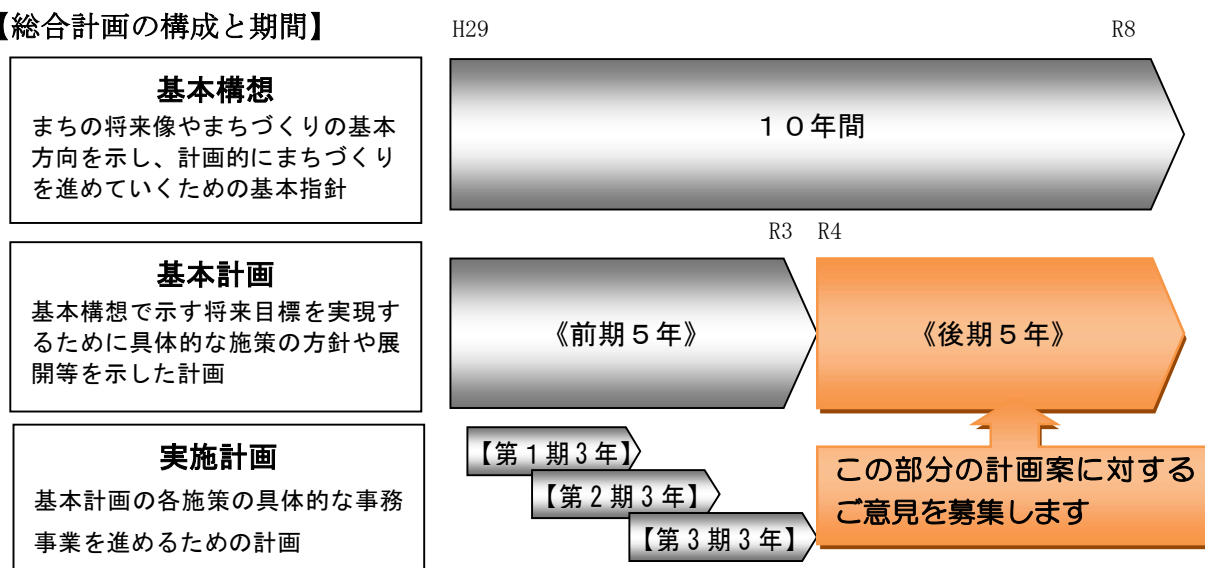 【総合計画の構成と期間】
H29
R8
基本構想
まちの将来像やまちづくりの基本
方向を示し、計画的にまちづくり
を進めていくための基本指針
１０年間
R3 R4
基本計画
基本構想で示す将来目標を実現す
るために具体的な施策の方針や展
開等を示した計画
《前期５年》
《後期５年》
実施計画
基本計画の各施策の具体的な事務
事業を進めるための計画
【第１期３年】
【第２期３年】
【第３期３年】
この部分の計画案に対する
ご意見を募集します